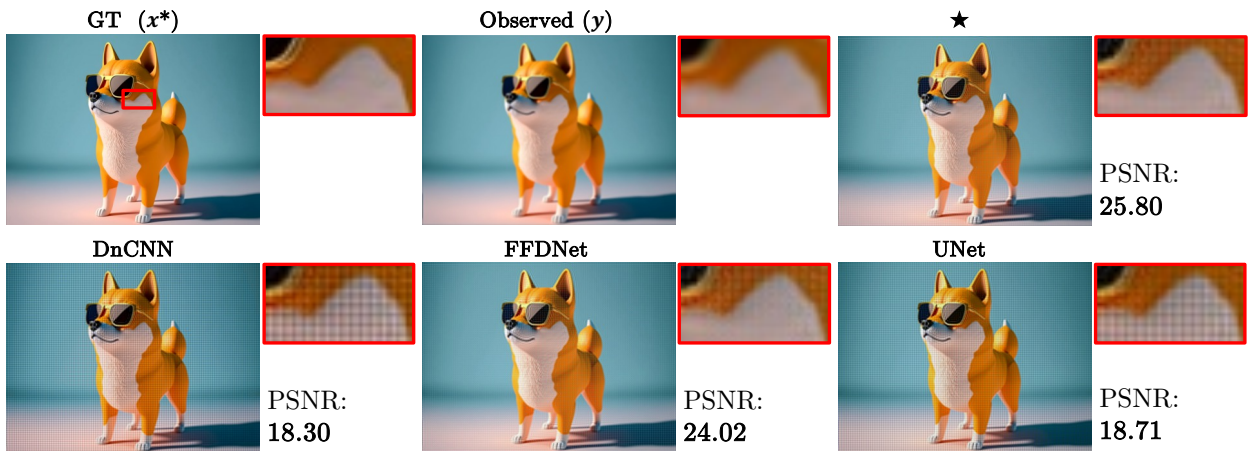 GT (x*)
Observed (y)
★
PSNR:
25.80
DnCNN
FFDNet
UNet
PSNR:
18.30
PSNR:
24.02
PSNR:
18.71